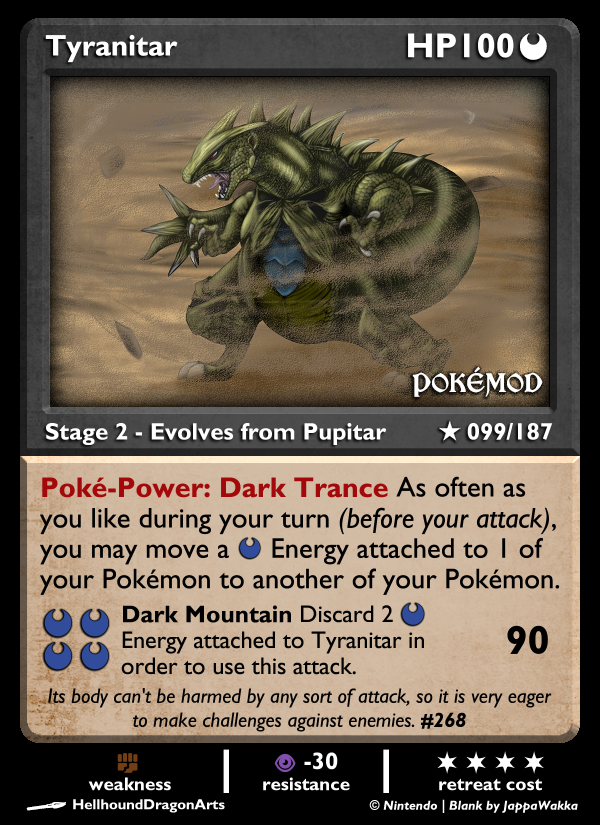 Tyranitar HP100
POKÉMOD
Stage 2 - Evolves from Pupitar ★ 099/187
Poké-Power: Dark Trance As often as
you like during your turn (before your attack),
you may move a Energy attached to 1 of
your Pokémon to another of your Pokémon.
Dark Mountain Discard 2
Energy attached to Tyranitar in
order to use this attack.
90
Its body can't be harmed by any sort of attack, so it is very eager
to make challenges against enemies. #268
-30
weakness resistance retreat cost
HellhoundDragonArts © Nintendo | Blank by JappaWakka